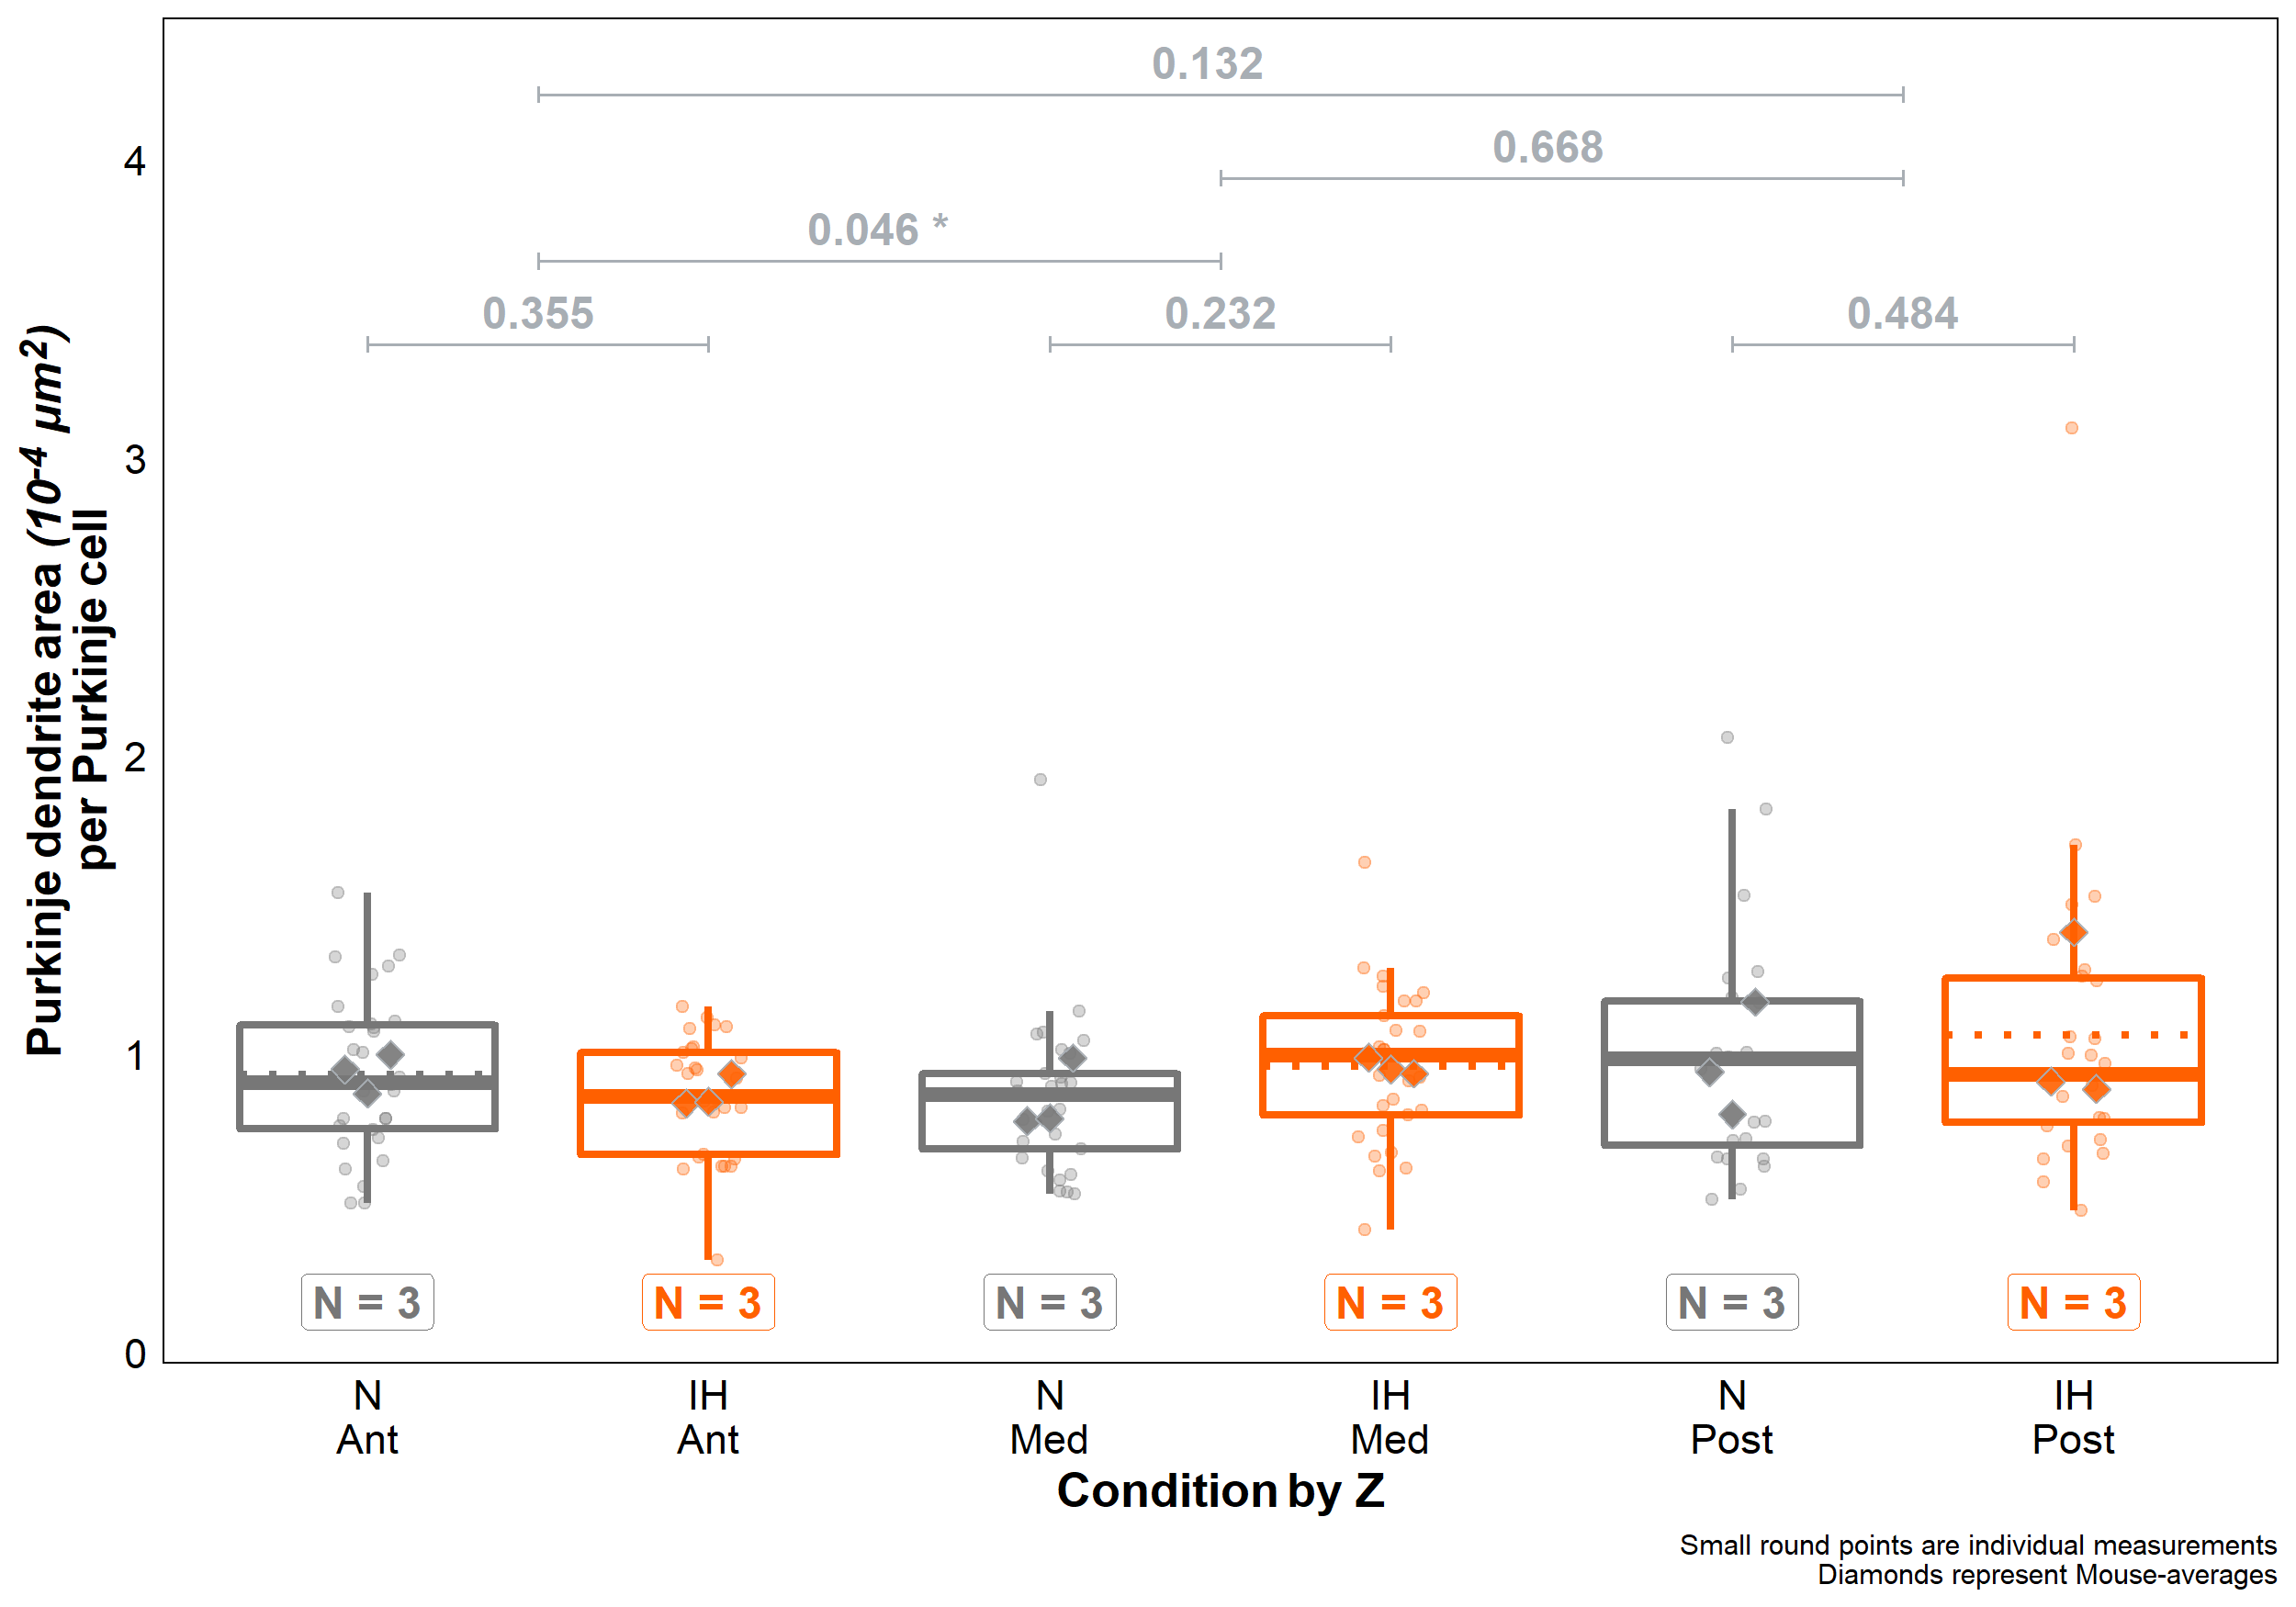 0.132
0.668
0.046 *
0.355 0.232 0.484
Purkinje dendrite area (10⁻⁴ µm²)
per Purkinje cell
4
3
2
1
0
N = 3 N = 3 N = 3 N = 3 N = 3 N = 3
N IH N IH N IH
Ant Ant Med Med Post Post
Condition by Z
Small round points are individual measurements
Diamonds represent Mouse-averages